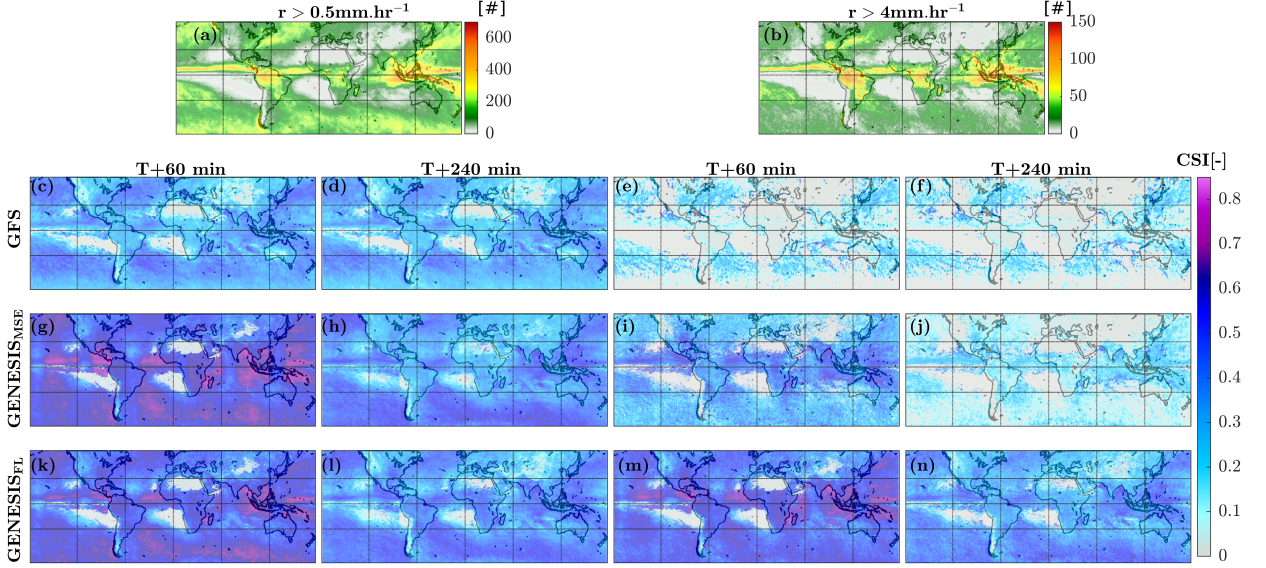 r > 0.5mm.hr⁻¹ [#]
r > 4mm.hr⁻¹ [#]
(a)
600
400
200
0
(b)
150
100
50
0
T+60 min T+240 min T+60 min T+240 min CSI[-]
GFS
(c) (d) (e) (f)
GENESIS_MSE
(g) (h) (i) (j)
GENESIS_FL
(k) (l) (m) (n)
0.8
0.7
0.6
0.5
0.4
0.3
0.2
0.1
0